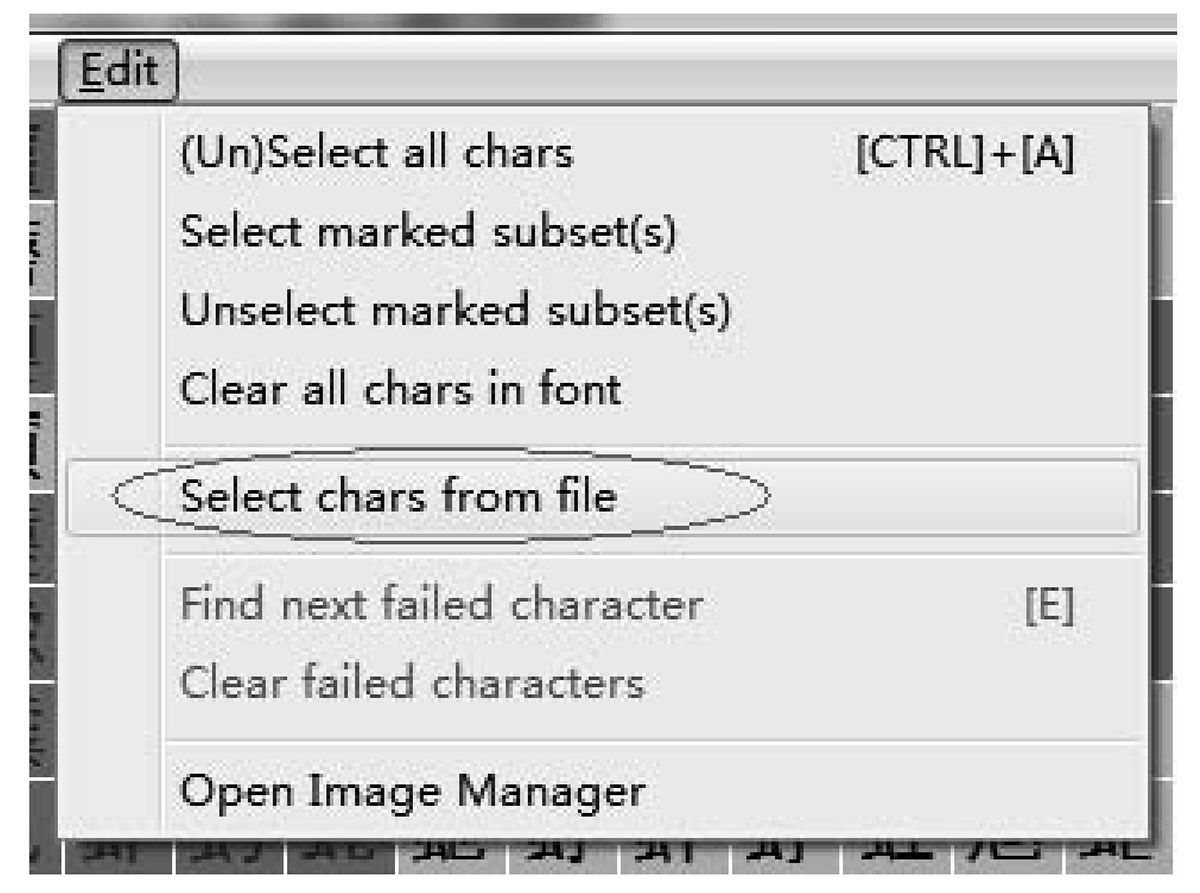 Edit
(Un)Select all chars [CTRL]+[A]
Select marked subset(s)
Unselect marked subset(s)
Clear all chars in font
Select chars from file
Find next failed character [E]
Clear failed characters
Open Image Manager